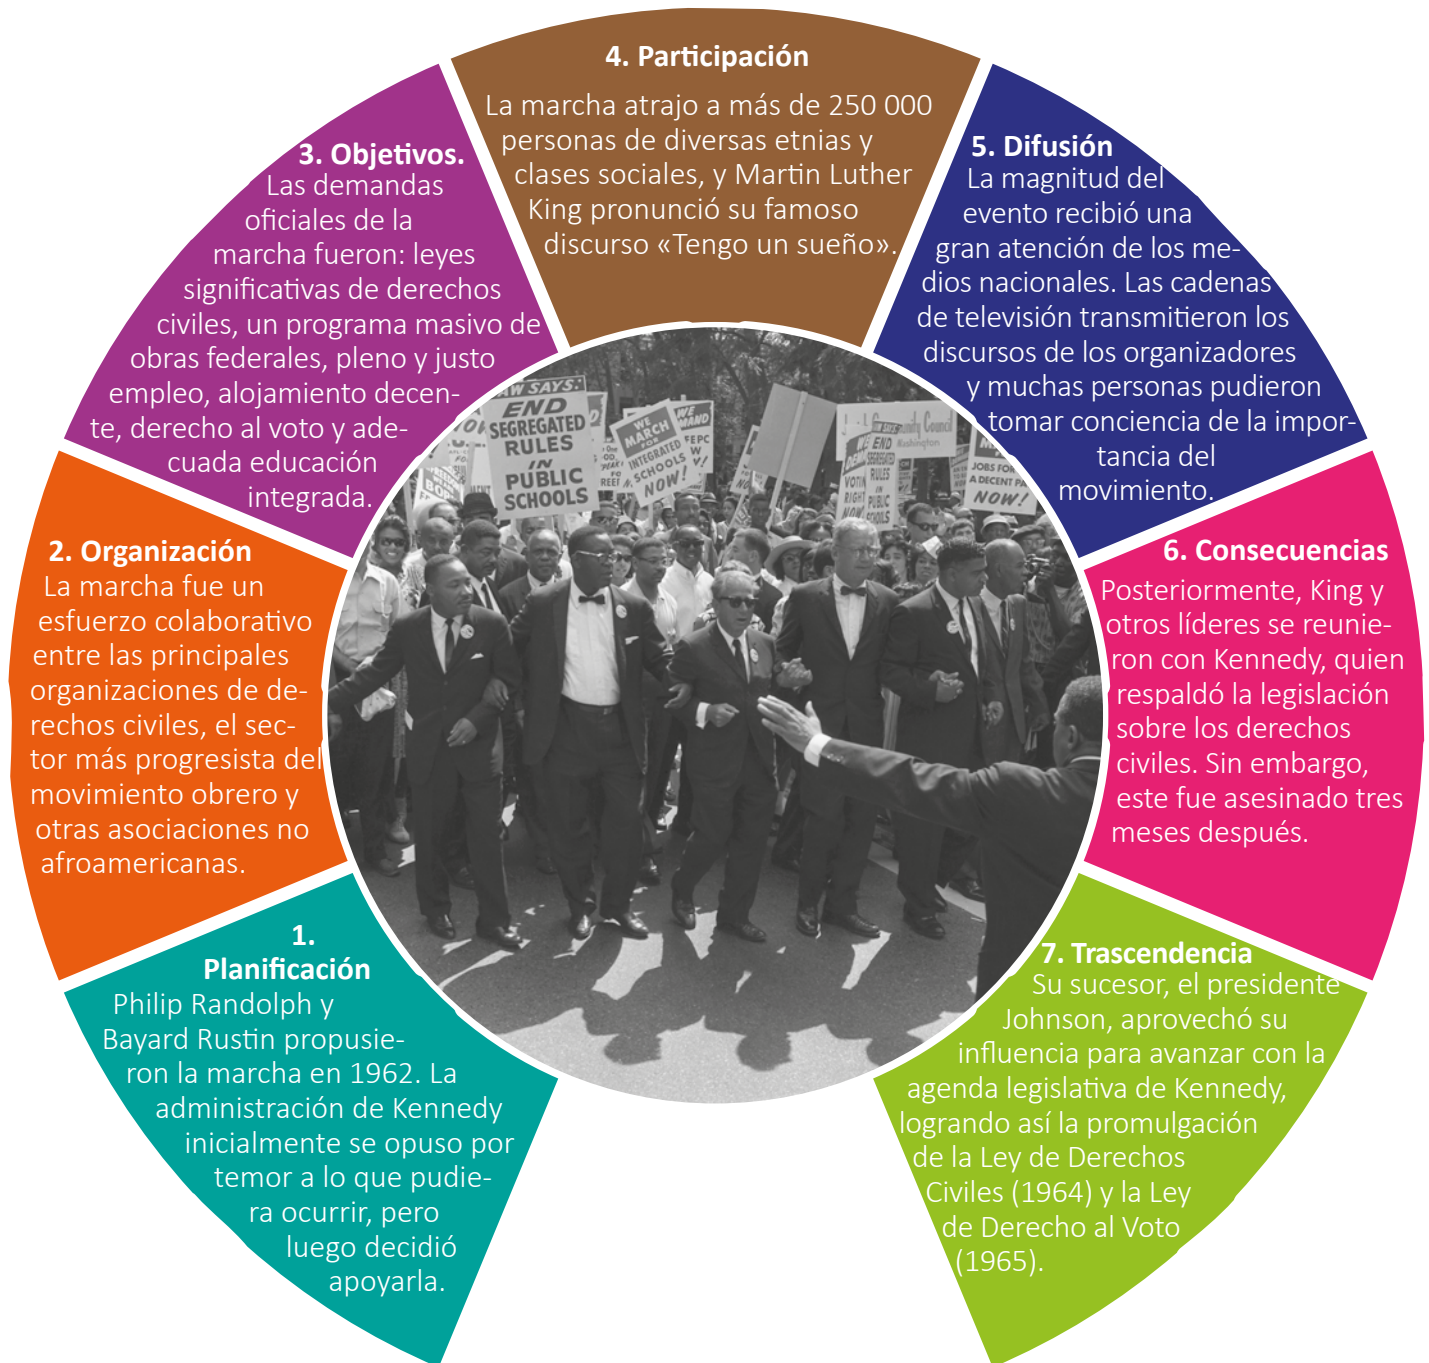 4. Participación
La marcha atrajo a más de 250 000
personas de diversas etnias y
clases sociales, y Martin Luther
King pronunció su famoso
discurso «Tengo un sueño».
3. Objetivos.
Las demandas
oficiales de la
marcha fueron: leyes
significativas de derechos
civiles, un programa masivo de
obras federales, pleno y justo
empleo, alojamiento decen-
te, derecho al voto y ade-
cuada educación
integrada.
5. Difusión
La magnitud del
evento recibió una
gran atención de los me-
dios nacionales. Las cadenas
de televisión transmitieron los
discursos de los organizadores
y muchas personas pudieron
tomar conciencia de la impor-
tancia del
movimiento.
2. Organización
La marcha fue un
esfuerzo colaborativo
entre las principales
organizaciones de de-
rechos civiles, el sec-
tor más progresista del
movimiento obrero y
otras asociaciones no
afroamericanas.
6. Consecuencias
Posteriormente, King y
otros líderes se reunie-
ron con Kennedy, quien
respaldó la legislación
sobre los derechos
civiles. Sin embargo,
este fue asesinado tres
meses después.
1.
Planificación
Philip Randolph y
Bayard Rustin propusie-
ron la marcha en 1962. La
administración de Kennedy
inicialmente se opuso por
temor a lo que pudie-
ra ocurrir, pero
luego decidió
apoyarla.
7. Trascendencia
Su sucesor, el presidente
Johnson, aprovechó su
influencia para avanzar con la
agenda legislativa de Kennedy,
logrando así la promulgación
de la Ley de Derechos
Civiles (1964) y la Ley
de Derecho al Voto
(1965).
SAYS:
END
SEGREGATED
RULES
IN
PUBLIC
SCHOOLS
WE
MARCH
FOR
INTEGRATED
SCHOOLS
NOW!
WE
FEPC
Council
Washington
SAYS:
END
SEGREGATED
RULES
IN
PUBLIC
SCHOOLS
JOBS FOR
A DECENT
NOW!